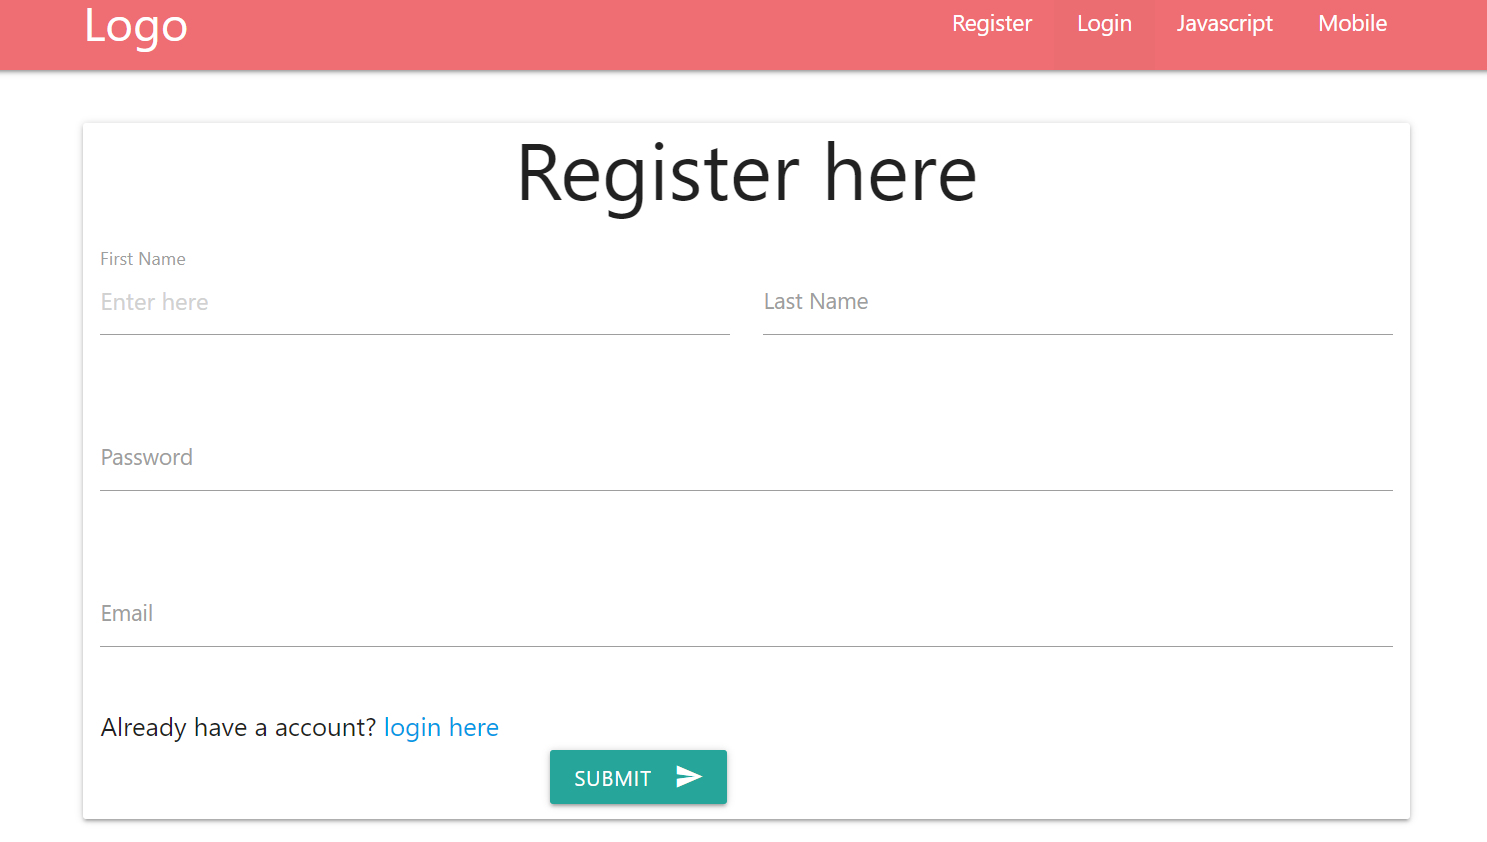 Logo
Register
Login
Javascript
Mobile
Register here
First Name
Enter here
Last Name
Password
Email
Already have a account? login here
SUBMIT